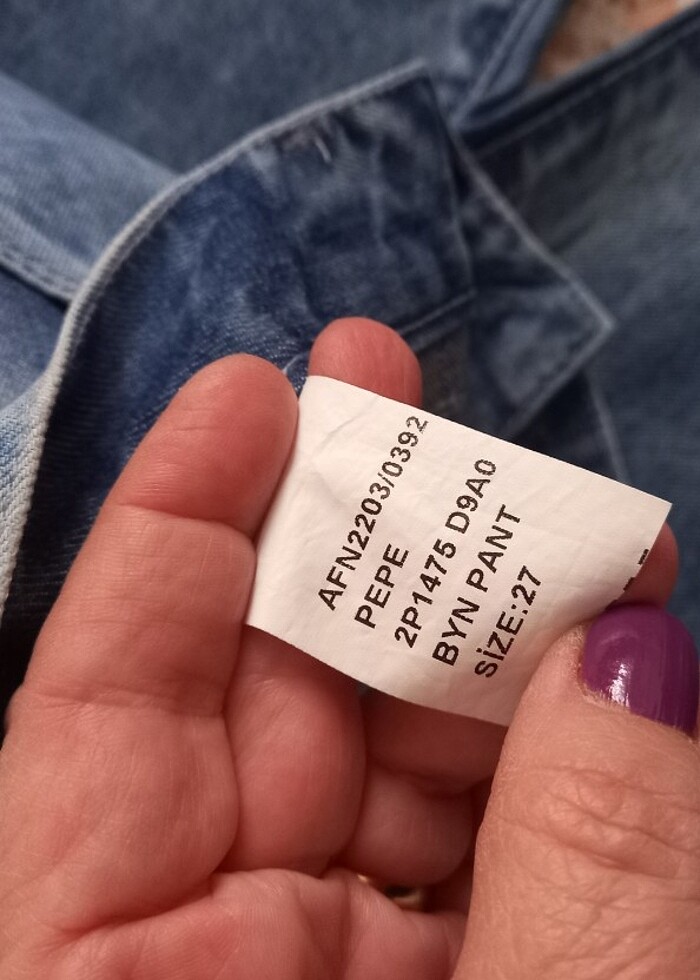 AFN2203/0392
PEPE
2P1475 D9A0
BYN PANT
SİZE:27